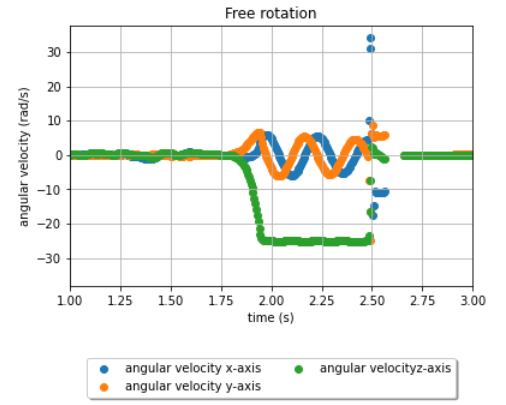 Free rotation
30
20
10
0
−10
−20
−30
angular velocity (rad/s)
1.00 1.25 1.50 1.75 2.00 2.25 2.50 2.75 3.00
time (s)
angular velocity x-axis
angular velocity y-axis
angular velocityz-axis